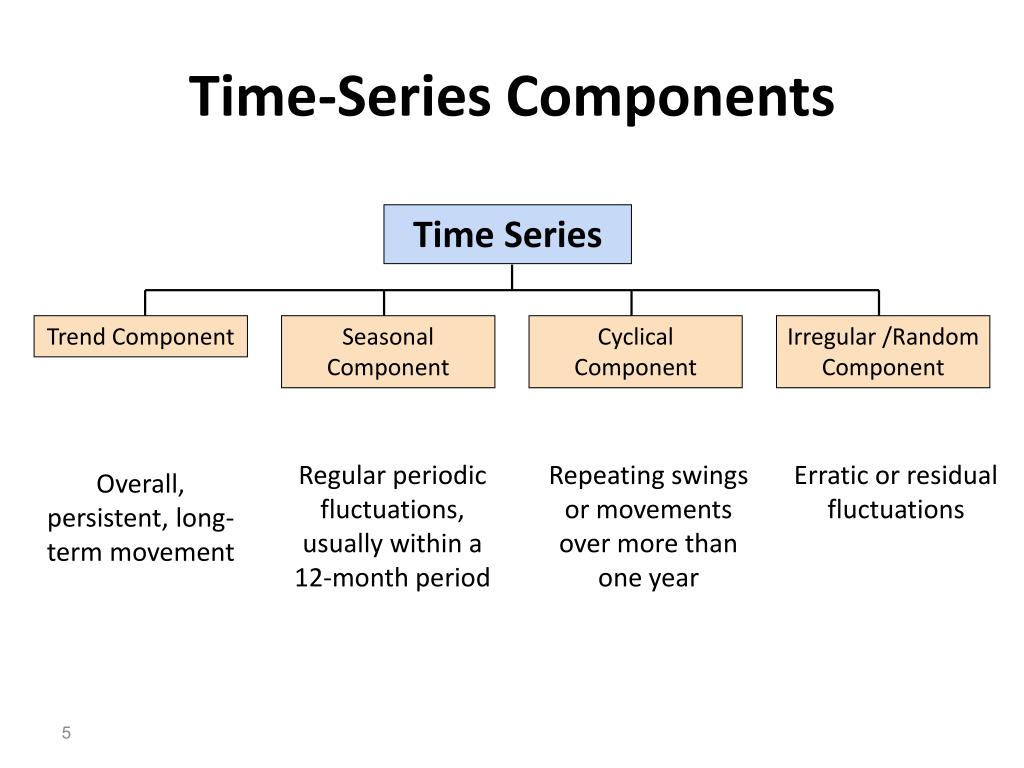 Time-Series Components
Time Series
Trend Component
Seasonal
Component
Cyclical
Component
Irregular /Random
Component
Overall,
persistent, long-
term movement
Regular periodic
fluctuations,
usually within a
12-month period
Repeating swings
or movements
over more than
one year
Erratic or residual
fluctuations
5